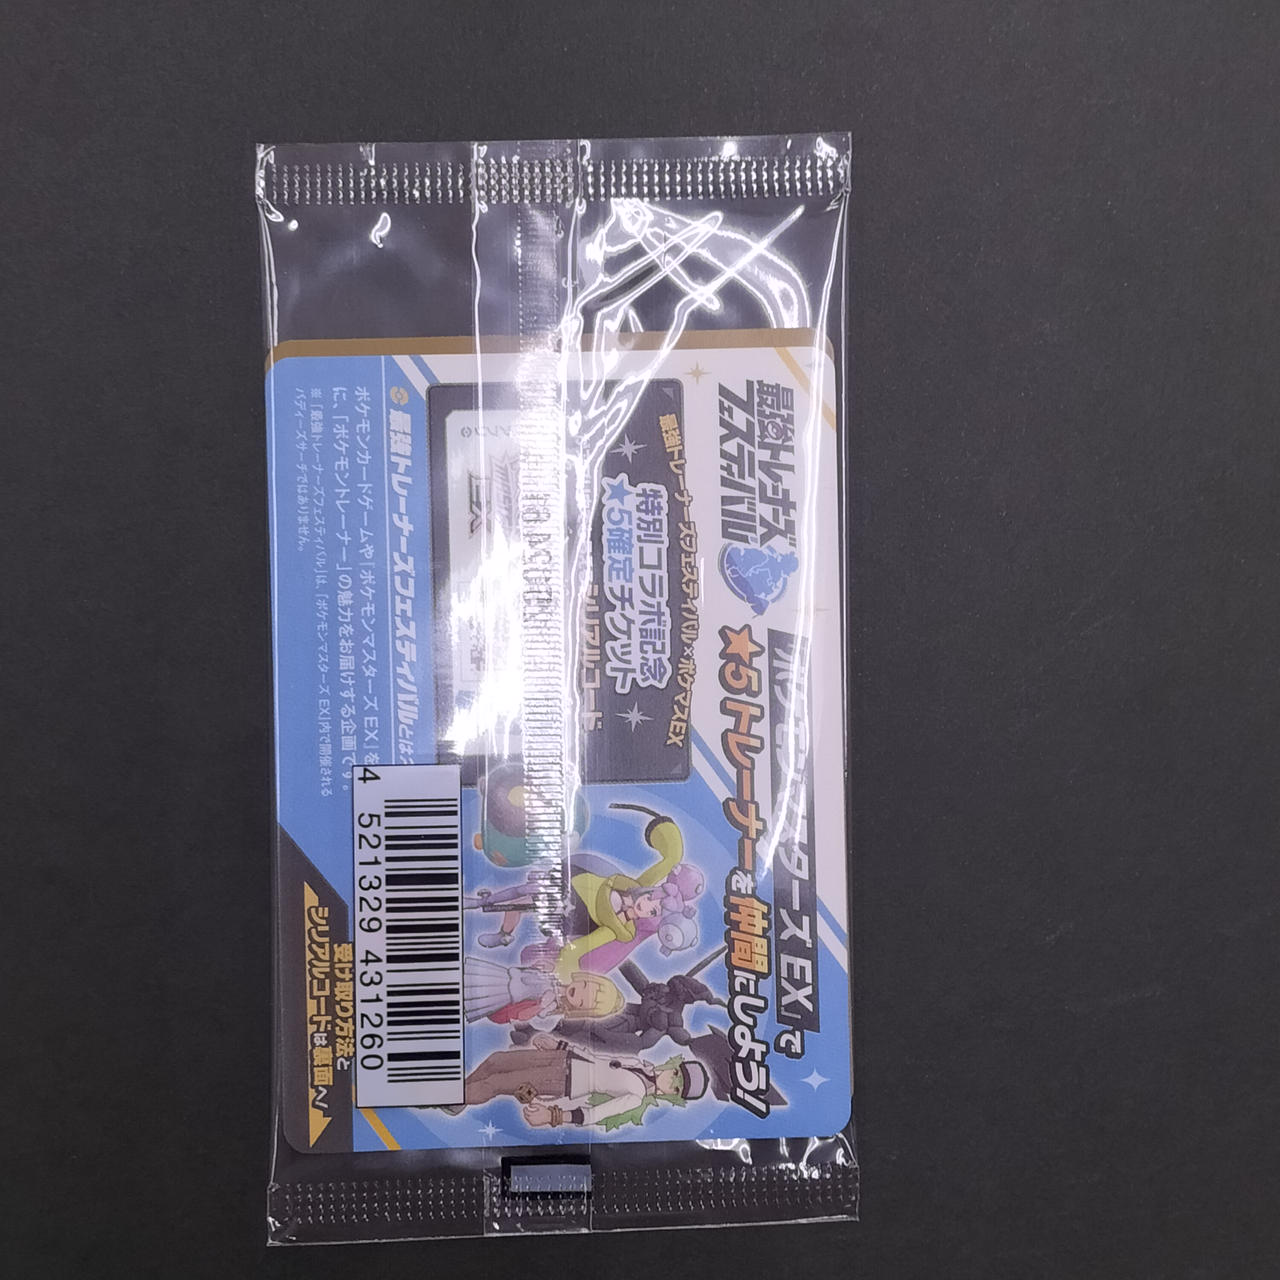 最強トレーナーズ
フェスティバル
ポケモンマスターズ EXで
★5トレーナーを仲間にしよう!
最強トレーナーズフェスティバル×ポケマスEX
特別コラボ記念
★5確定チケット
シリアルコード
EX
最強トレーナーズフェスティバルとは
ポケモンカードゲームや「ポケモンマスターズ EX」を
に、「ポケモントレーナー」の魅力をお届けする企画です。
※「最強トレーナーズフェスティバル」は、「ポケモンマスターズ EX」内で開催される
バディーズサーチではありません。
4 521329 431260
受け取り方法と
シリアルコードは裏面へ!